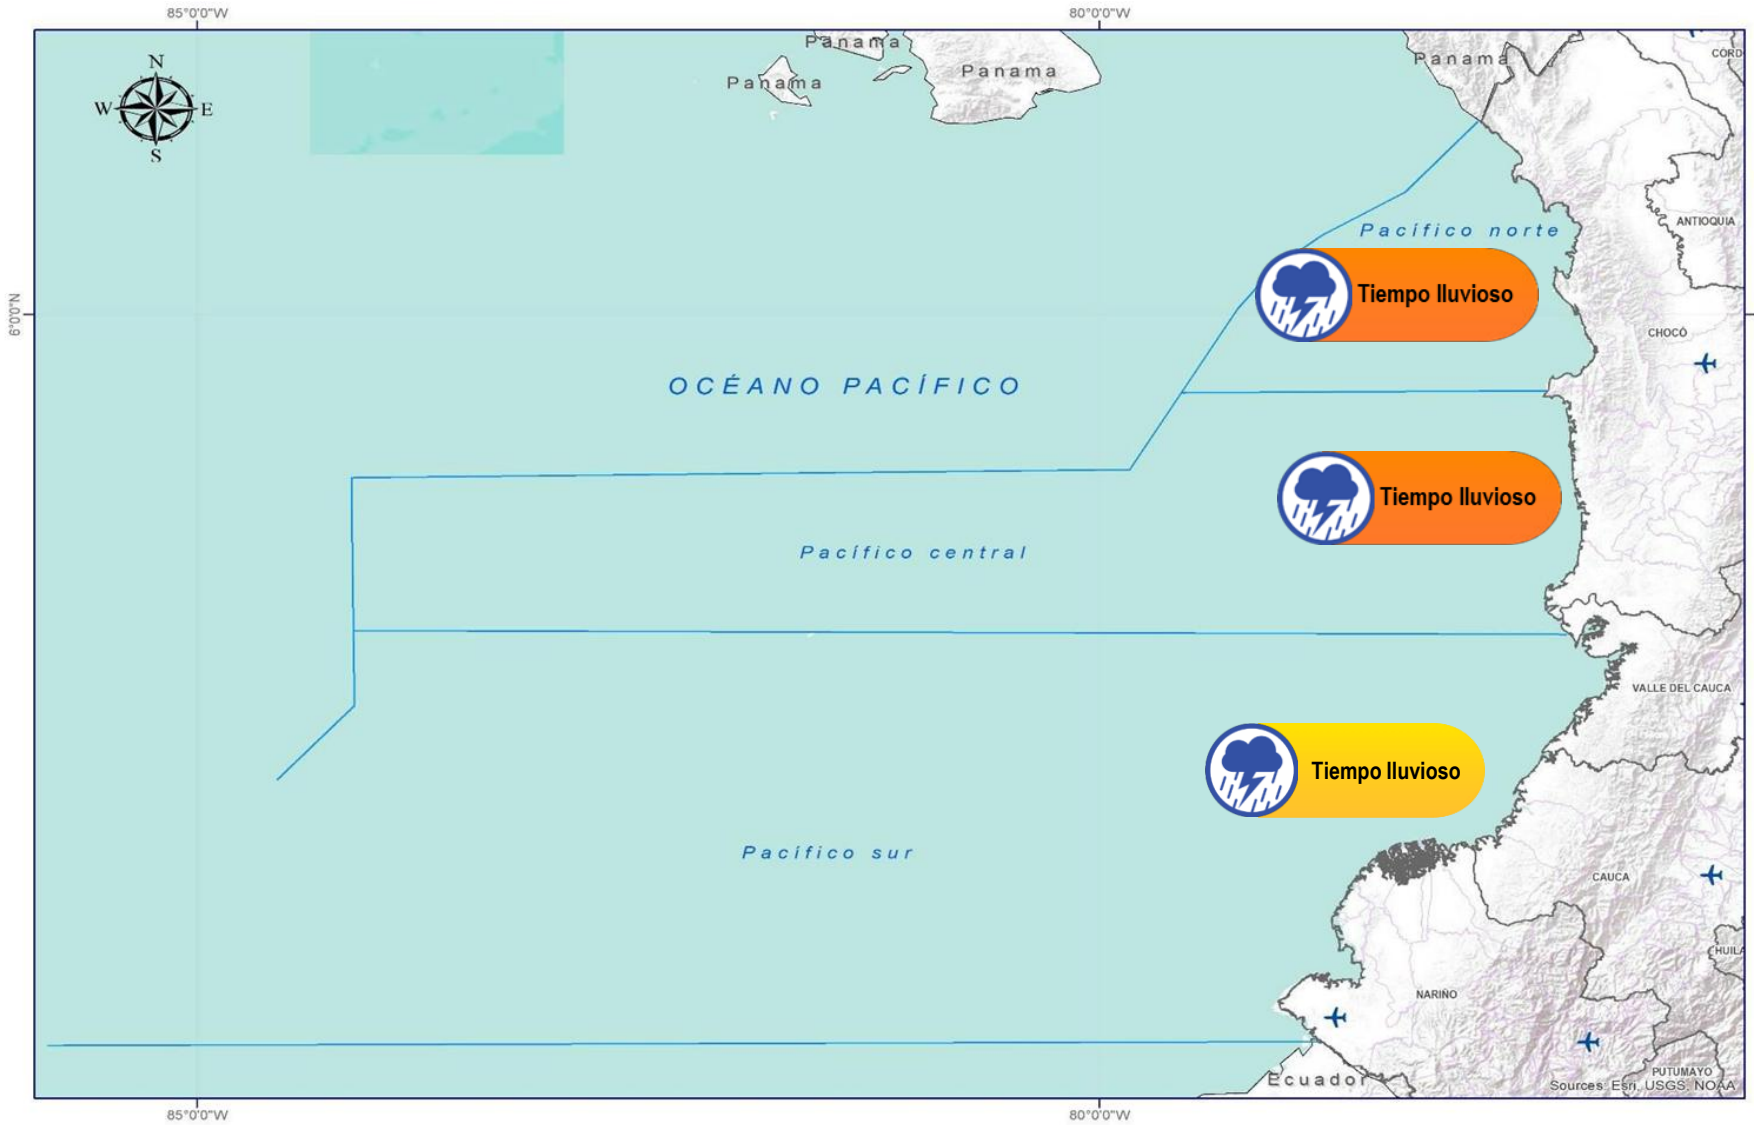 85°0'0"W
80°0'0"W
N
W
E
S
Panama
Panama
Panama
Panama
CÓRD
ANTIOQUIA
Pacífico norte
6°0'0"N
Tiempo lluvioso
CHOCÓ
OCÉANO PACÍFICO
Tiempo lluvioso
Pacífico central
VALLE DEL CAUCA
Tiempo lluvioso
Pacífico sur
CAUCA
HUILA
NARIÑO
PUTUMAYO
Ecuador
Sources: Esri, USGS, NOAA
85°0'0"W
80°0'0"W